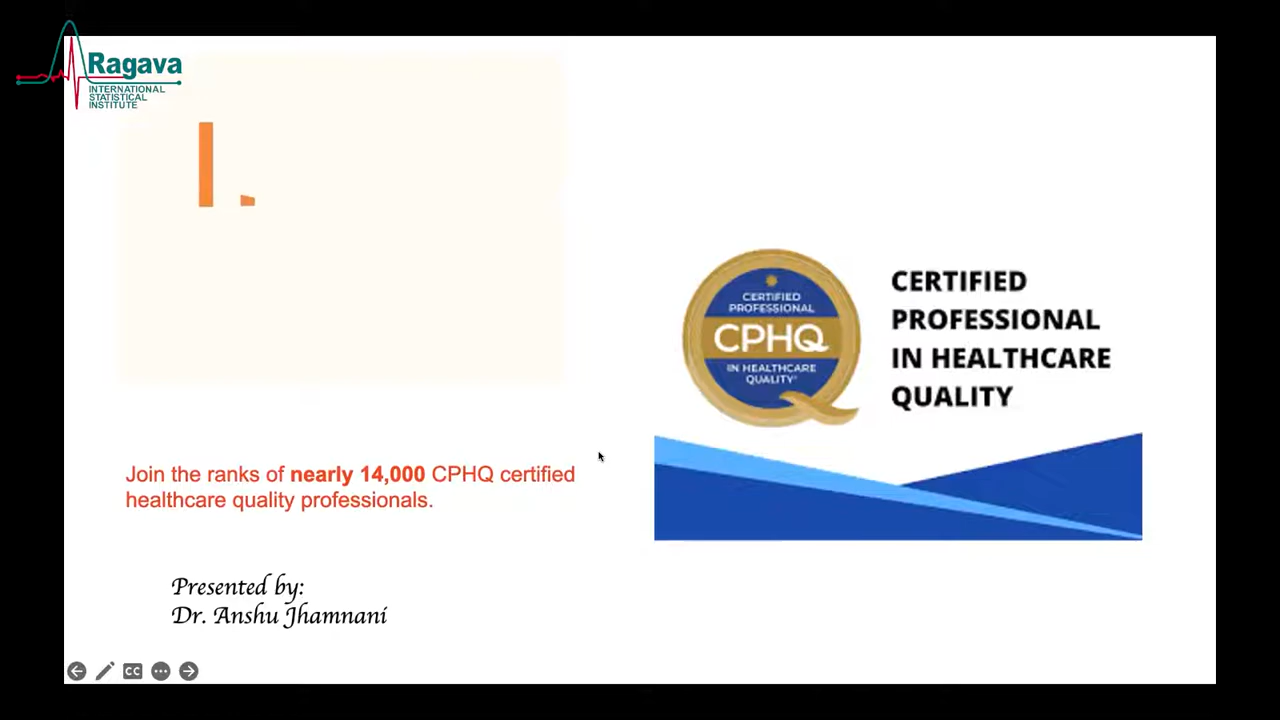 Ragava
INTERNATIONAL
STATISTICAL
INSTITUTE
CERTIFIED
PROFESSIONAL
CPHQ
IN HEALTHCARE
QUALITY
CERTIFIED
PROFESSIONAL
IN HEALTHCARE
QUALITY
Join the ranks of nearly 14,000 CPHQ certified
healthcare quality professionals.
Presented by:
Dr. Anshu Jhamnani
CC